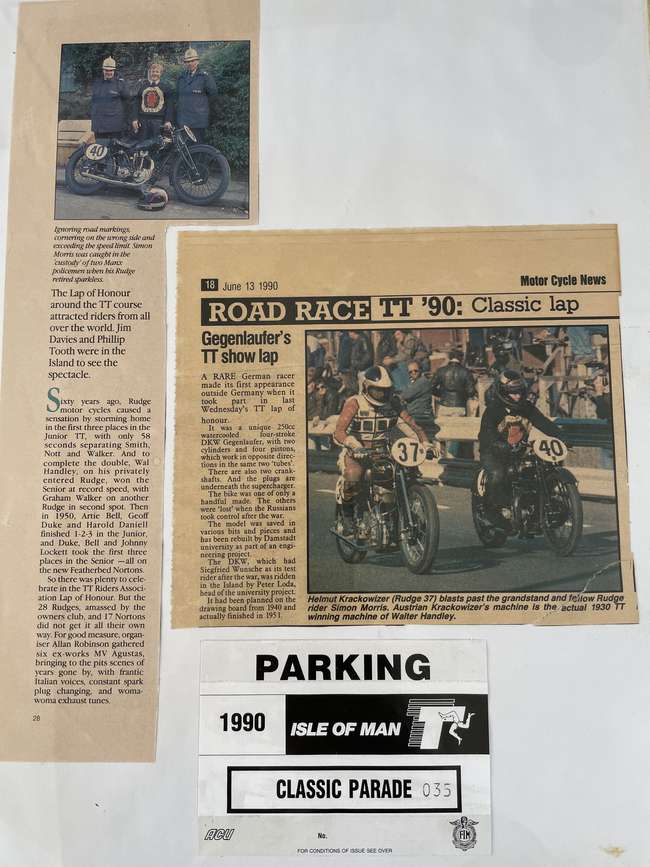 40
Ignoring road markings,
cornering on the wrong side and
exceeding the speed limit. Simon
Morris was caught in the
'custody' of two Manx
policemen when his Rudge
retired sparkless.
The Lap of Honour
around the TT course
attracted riders from all
over the world. Jim
Davies and Phillip
Tooth were in the
Island to see the
spectacle.
Sixty years ago, Rudge
motor cycles caused a
sensation by storming home
in the first three places in the
Junior TT, with only 58
seconds separating Smith,
Nott and Walker. And to
complete the double, Wal
Handley, on his privately
entered Rudge, won the
Senior at record speed, with
Graham Walker on another
Rudge in second spot. Then
in 1950, Artie Bell, Geoff
Duke and Harold Daniell
finished 1-2-3 in the Junior,
and Duke, Bell and Johnny
Lockett took the first three
places in the Senior — all on
the new Featherbed Nortons.
So there was plenty to cele-
brate in the TT Riders Associ-
ation Lap of Honour. But the
28 Rudges, amassed by the
owners club, and 17 Nortons
did not get it all their own
way. For good measure, organ-
iser Allan Robinson gathered
six ex-works MV Agustas,
bringing to the pits scenes of
years gone by, with frantic
Italian voices, constant spark
plug changing, and woma-
woma exhaust tunes.
28
18 June 13 1990
Motor Cycle News
ROAD RACE TT '90: Classic lap
Gegenlaufer's
TT show lap
A RARE German racer
made its first appearance
outside Germany when it
took part in last
Wednesday's TT lap of
honour.
It was a unique 250cc
watercooled four-stroke
DKW Gegenlaufer, with two
cylinders and four pistons,
which work in opposite direc-
tions in the same two 'tubes'.
There are also two crank-
shafts. And the plugs are
underneath the supercharger.
The bike was one of only a
handful made. The others
were 'lost' when the Russians
took control after the war.
The model was saved in
various bits and pieces and
has been rebuilt by Damstadt
university as part of an engi-
neering project.
The DKW, which had
Siegfried Wunsche as its test
rider after the war, was ridden
in the Island by Peter Loda,
head of the university project.
It had been planned on the
drawing board from 1940 and
actually finished in 1951.
37
40
Helmut Krackowizer (Rudge 37) blasts past the grandstand and fellow Rudge
rider Simon Morris. Austrian Krackowizer's machine is the actual 1930 TT
winning machine of Walter Handley.
PARKING
1990 ISLE OF MAN TT
CLASSIC PARADE 035
ACU
No.
FIM
FOR CONDITIONS OF ISSUE SEE OVER